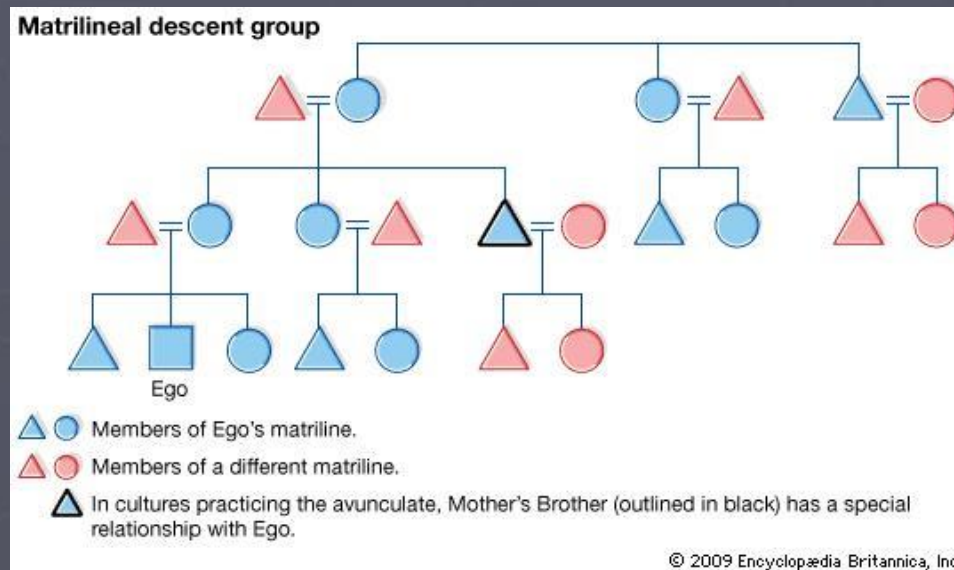 Matrilineal descent group
Ego
Members of Ego's matriline.
Members of a different matriline.
In cultures practicing the avunculate, Mother's Brother (outlined in black) has a special
relationship with Ego.
© 2009 Encyclopædia Britannica, Inc